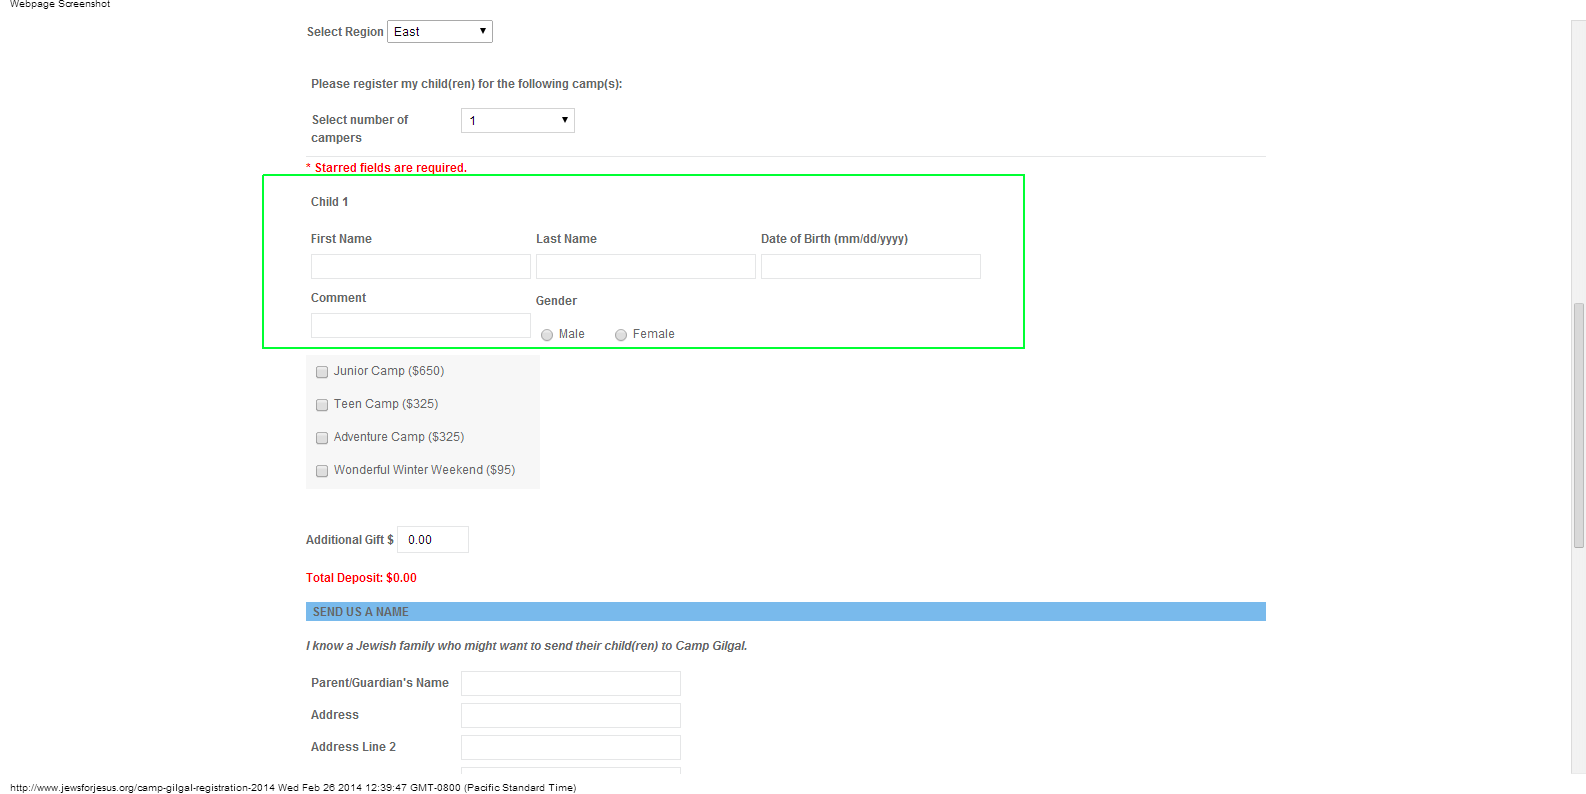 Webpage Screenshot
Select Region East
Please register my child(ren) for the following camp(s):
Select number of campers 1
* Starred fields are required.
Child 1
First Name Last Name Date of Birth (mm/dd/yyyy)
Comment Gender
Male Female
Junior Camp ($650)
Teen Camp ($325)
Adventure Camp ($325)
Wonderful Winter Weekend ($95)
Additional Gift $ 0.00
Total Deposit: $0.00
SEND US A NAME
I know a Jewish family who might want to send their child(ren) to Camp Gilgal.
Parent/Guardian's Name
Address
Address Line 2
http://www.jewsforjesus.org/camp-gilgal-registration-2014 Wed Feb 26 2014 12:39:47 GMT-0800 (Pacific Standard Time)